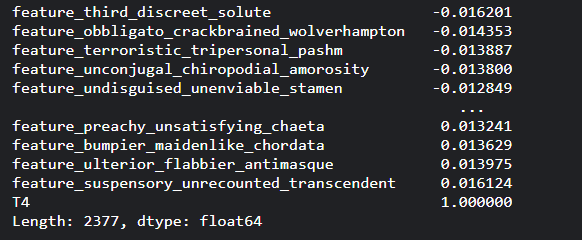 feature_third_discreet_solute -0.016201
feature_obbligato_crackbrained_wolverhampton -0.014353
feature_terroristic_tripersonal_pashm -0.013887
feature_unconjugal_chiropodial_amorosity -0.013800
feature_undisguised_unenviable_stamen -0.012849
...
feature_preachy_unsatisfying_chaeta 0.013241
feature_bumpier_maidenlike_chordata 0.013629
feature_ulterior_flabbier_antimasque 0.013975
feature_suspensory_unrecounted_transcendent 0.016124
T4 1.000000
Length: 2377, dtype: float64